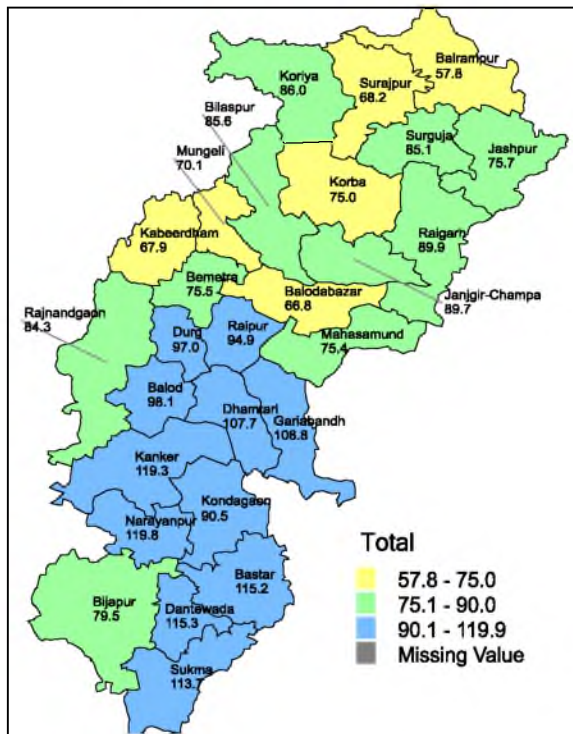 Balrampur
57.8
Koriya
86.0
Surajpur
68.2
Bilaspur
85.6
Surguja
85.1
Jashpur
75.7
Mungeli
70.1
Korba
75.0
Kabeerdham
67.9
Raigarh
89.9
Bemetra
75.5
Balodabazar
66.8
Janjgir-Champa
89.7
Rajnandgaon
84.3
Durg
97.0
Raipur
94.9
Mahasamund
75.4
Balod
98.1
Dhamtari
107.7
Gariabandh
108.8
Kanker
119.3
Kondagaon
90.5
Narayanpur
119.8
Bastar
115.2
Bijapur
79.5
Dantewada
115.3
Sukma
113.7
Total
57.8 - 75.0
75.1 - 90.0
90.1 - 119.9
Missing Value